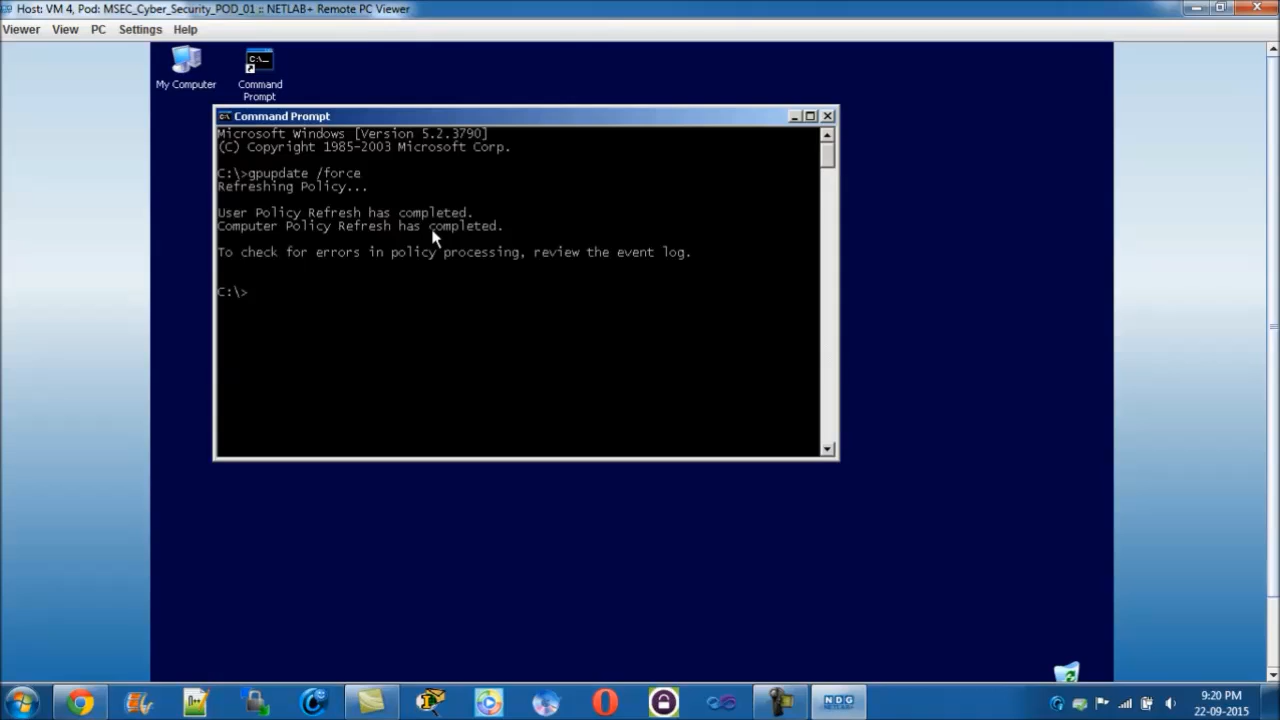 Host: VM 4, Pod: MSEC_Cyber_Security_POD_01 :: NETLAB+ Remote PC Viewer
Viewer View PC Settings Help
My Computer
Command
Prompt
Command Prompt
Microsoft Windows [Version 5.2.3790]
(C) Copyright 1985-2003 Microsoft Corp.
C:\>gpupdate /force
Refreshing Policy...
User Policy Refresh has completed.
Computer Policy Refresh has completed.
To check for errors in policy processing, review the event log.
C:\>
NDG
NETLAB+
9:20 PM
22-09-2015